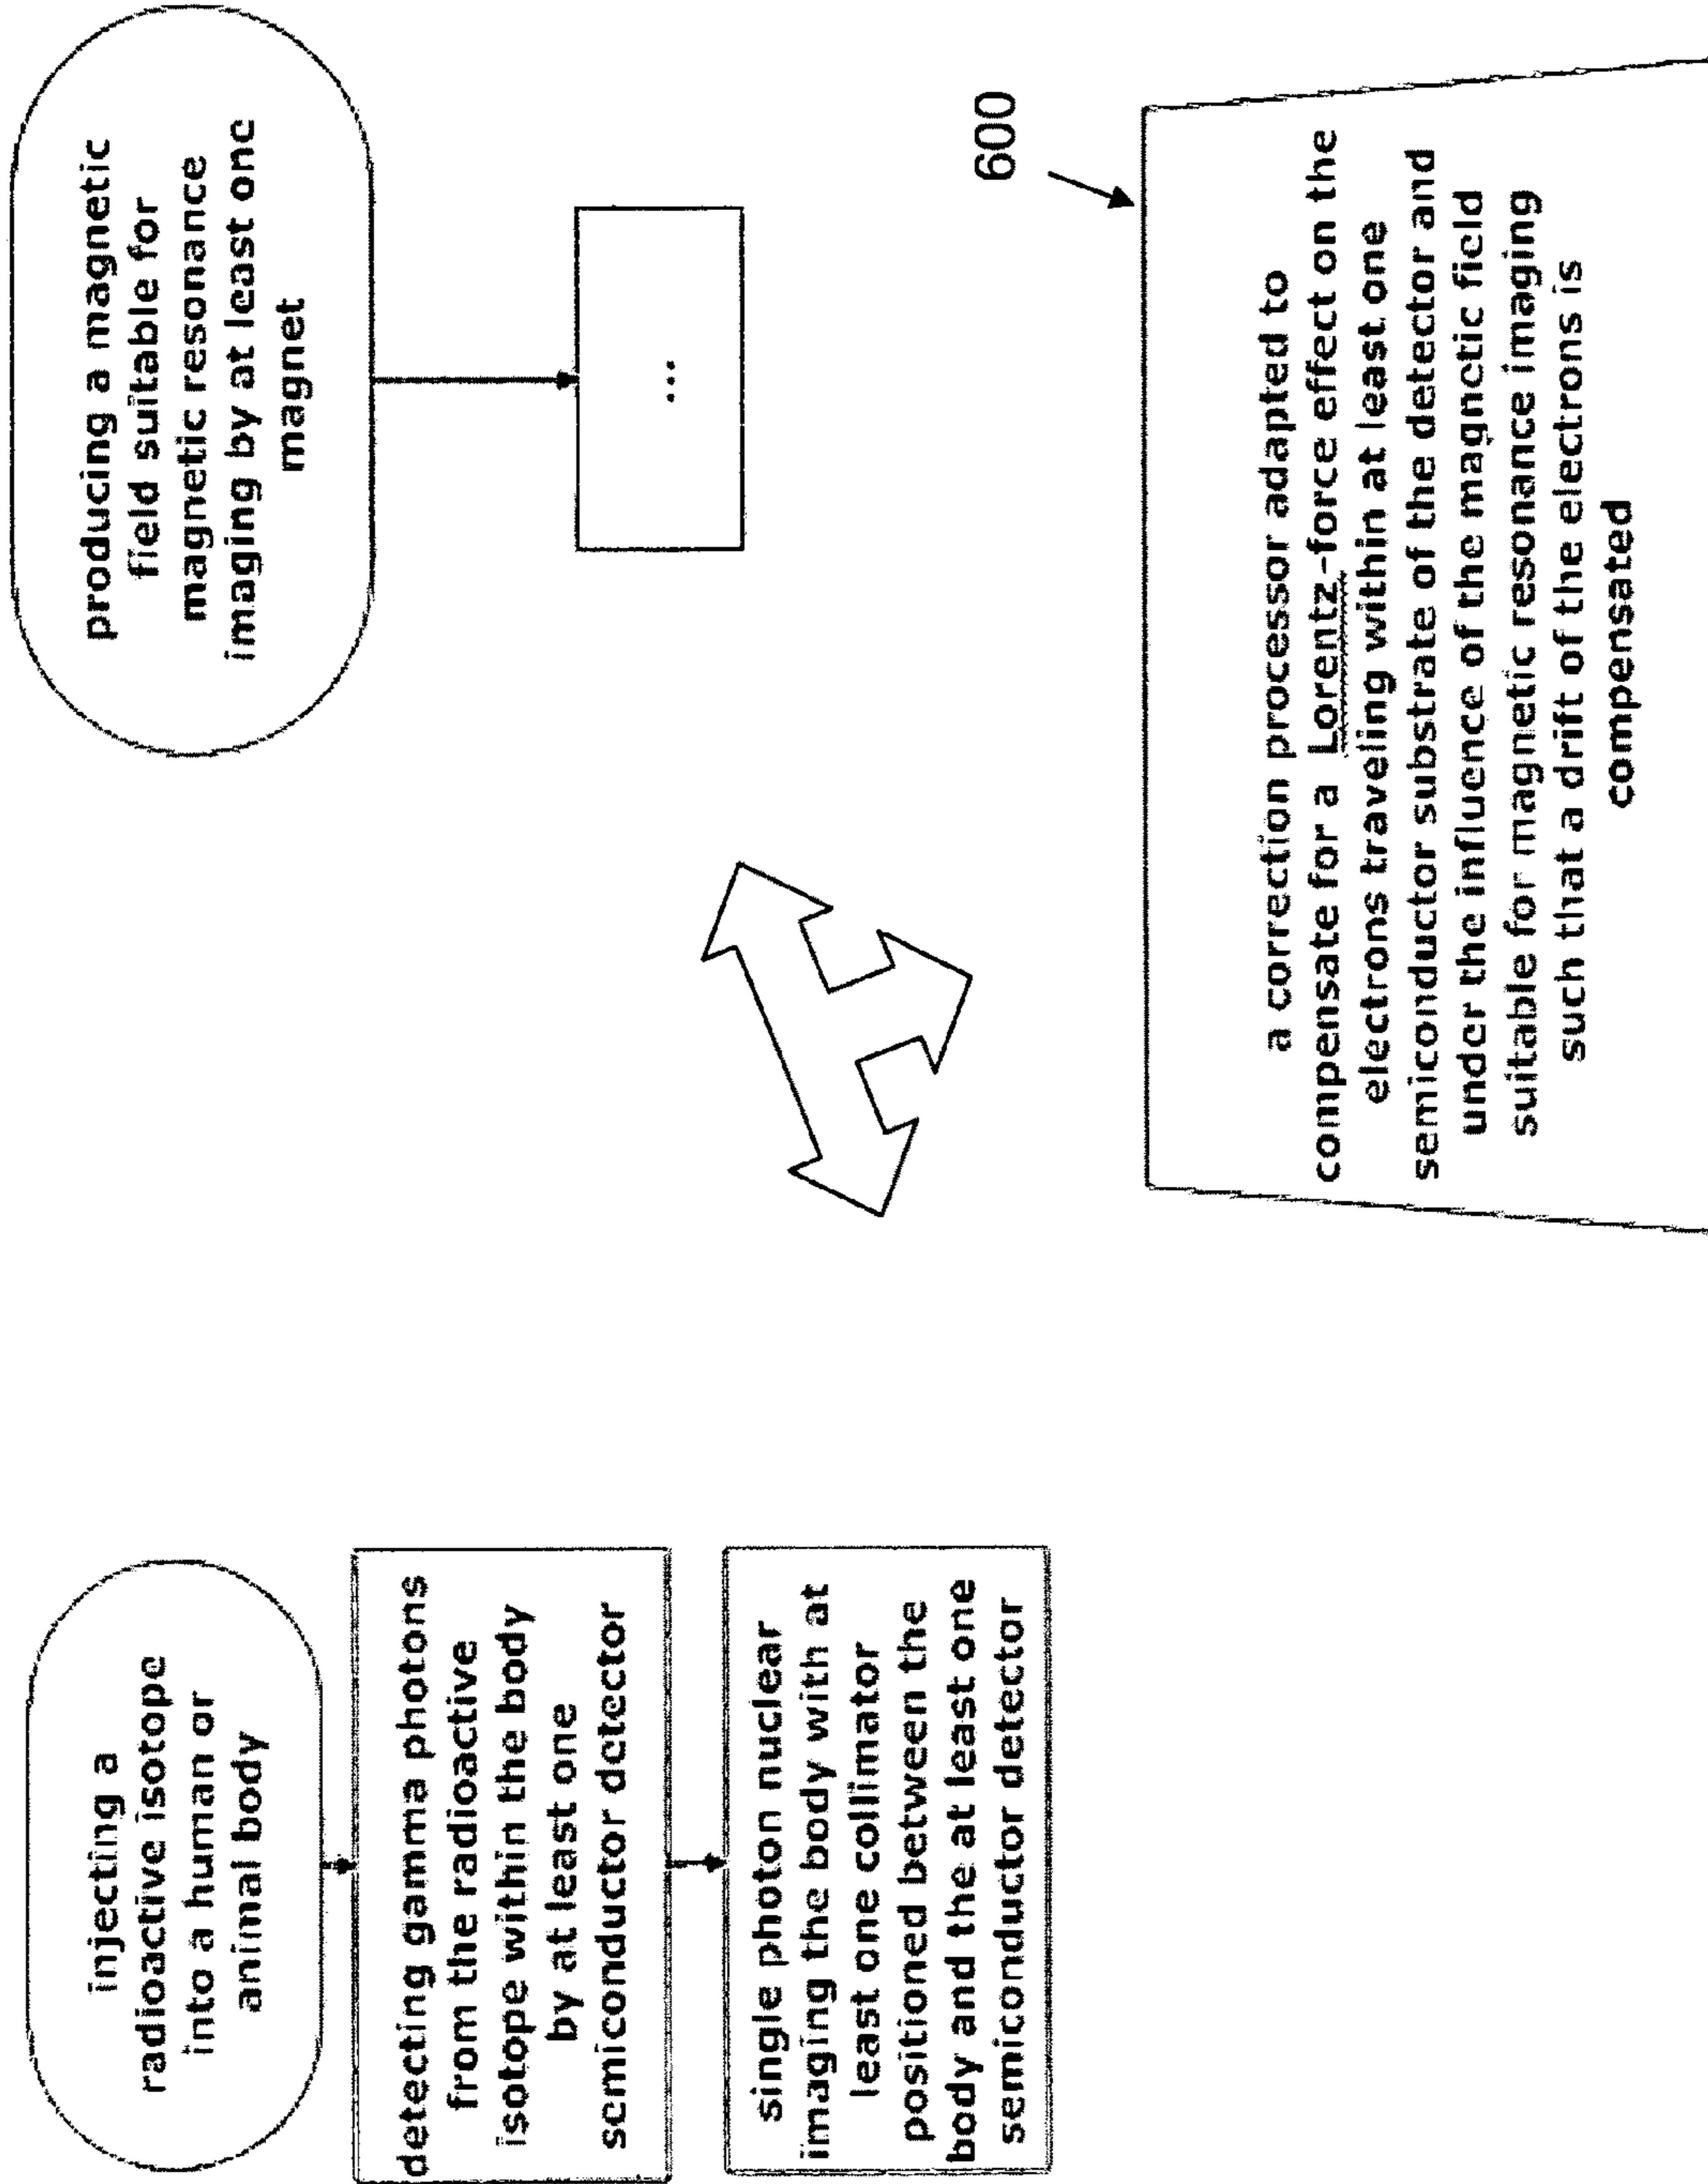 injecting a
radioactive isotope
into a human or
animal body
detecting gamma photons
from the radioactive
isotope within the body
by at least one
semiconductor detector
single photon nuclear
imaging the body with at
least one collimator
positioned between the
body and the at least one
semiconductor detector
producing a magnetic
field suitable for
magnetic resonance
imaging by at least one
magnet
...
600
a correction processor adapted to
compensate for a Lorentz-force effect on the
electrons traveling within at least one
semiconductor substrate of the detector and
under the influence of the magnetic field
suitable for magnetic resonance imaging
such that a drift of the electrons is
compensated